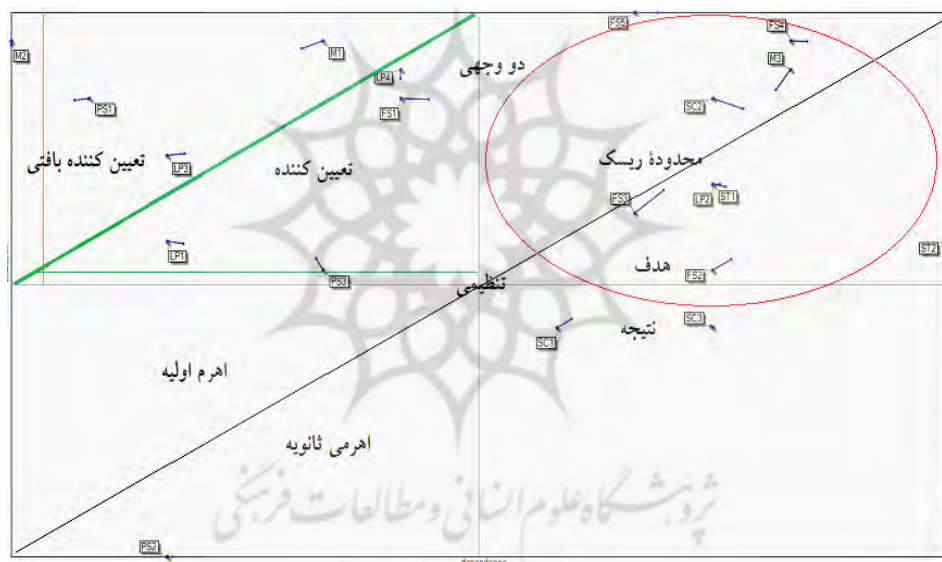 FS5
FS4
M2
M1
دو وجهی
M3
LP4
PS1
FS1
SC2
تعیین کننده بافتی
تعیین کننده
محدودهٔ ریسک
LP3
FS3
LP2
ST1
LP1
ST2
هدف
PS3
تنظیمی
FS2
نتیجه
SC3
SC1
اهرم اولیه
اهرمی ثانویه
پژوهشگاه علوم انسانی و مطالعات فرهنگی
PS2
dependence